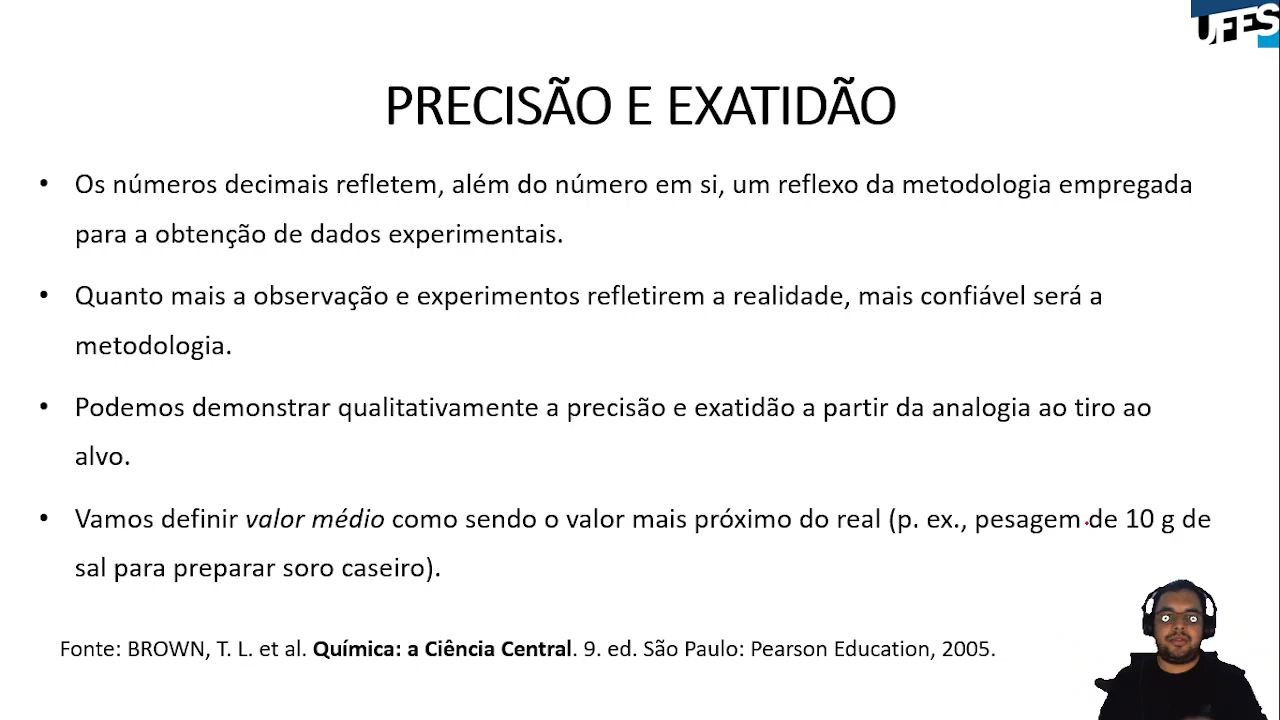 UFES
PRECISÃO E EXATIDÃO
• Os números decimais refletem, além do número em si, um reflexo da metodologia empregada
para a obtenção de dados experimentais.
• Quanto mais a observação e experimentos refletirem a realidade, mais confiável será a
metodologia.
• Podemos demonstrar qualitativamente a precisão e exatidão a partir da analogia ao tiro ao
alvo.
• Vamos definir valor médio como sendo o valor mais próximo do real (p. ex., pesagem de 10 g de
sal para preparar soro caseiro).
Fonte: BROWN, T. L. et al. Química: a Ciência Central. 9. ed. São Paulo: Pearson Education, 2005.